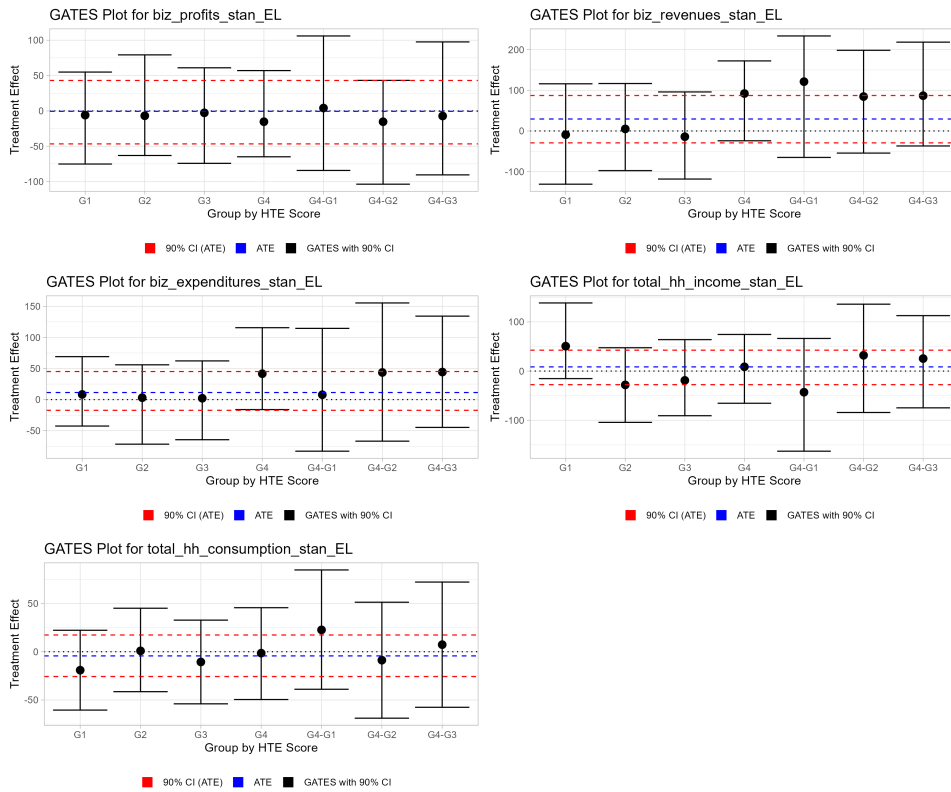 GATES Plot for biz_profits_stan_EL
Treatment Effect
100
50
0
-50
-100
G1 G2 G3 G4 G4-G1 G4-G2 G4-G3
Group by HTE Score
90% CI (ATE) ATE GATES with 90% CI
GATES Plot for biz_revenues_stan_EL
Treatment Effect
200
100
0
-100
G1 G2 G3 G4 G4-G1 G4-G2 G4-G3
Group by HTE Score
90% CI (ATE) ATE GATES with 90% CI
GATES Plot for biz_expenditures_stan_EL
Treatment Effect
150
100
50
0
-50
G1 G2 G3 G4 G4-G1 G4-G2 G4-G3
Group by HTE Score
90% CI (ATE) ATE GATES with 90% CI
GATES Plot for total_hh_income_stan_EL
Treatment Effect
100
0
-100
G1 G2 G3 G4 G4-G1 G4-G2 G4-G3
Group by HTE Score
90% CI (ATE) ATE GATES with 90% CI
GATES Plot for total_hh_consumption_stan_EL
Treatment Effect
50
0
-50
G1 G2 G3 G4 G4-G1 G4-G2 G4-G3
Group by HTE Score
90% CI (ATE) ATE GATES with 90% CI